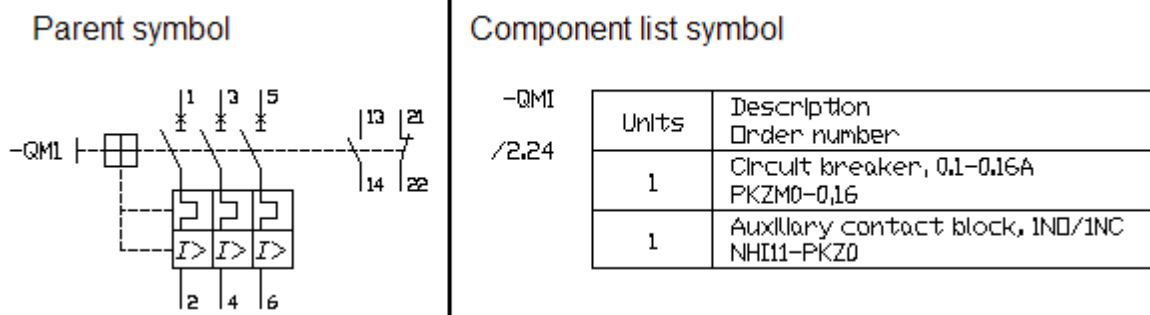 Parent symbol
1 3 5
13 21
-QM1
14 22
I> I> I>
2 4 6
Component list symbol
-QMI
/2.24
Units
Description
Order number
1
Circuit breaker, 0.1-0.16A
PKZM0-0,16
1
Auxiliary contact block, 1NO/1NC
NHI11-PKZ0